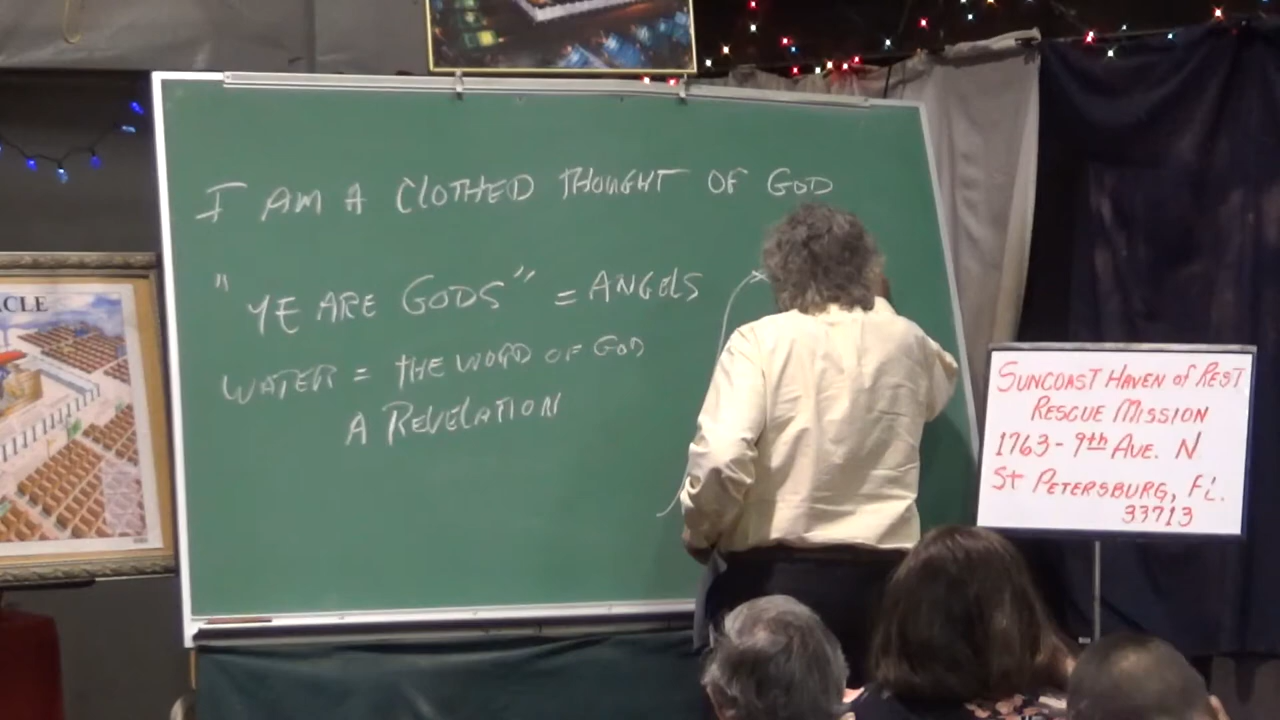 I AM A CLOTHED THOUGHT OF GOD
"YE ARE GODS" = ANGELS
WATER = THE WORD OF GOD
A REVELATION
CLE
SUNCOAST HAVEN of REST
RESCUE MISSION
1763 - 9th AVE. N
St PETERSBURG, FL.
33713